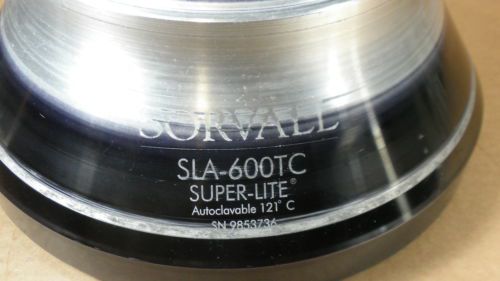 SORVALL
SLA-600TC
SUPER-LITE®
Autoclavable 121° C
SN 9853736